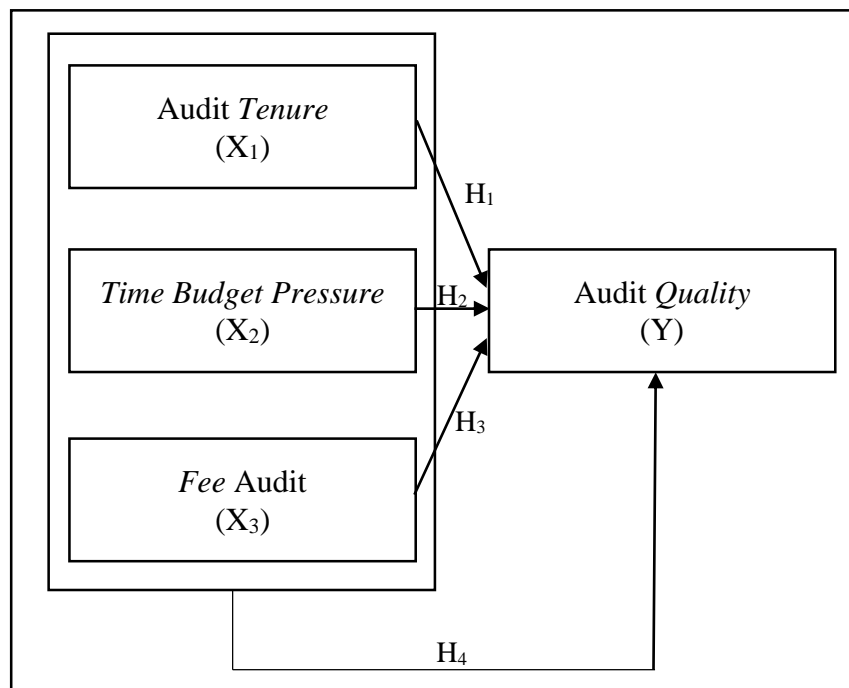 Audit Tenure
(X₁)
H₁
Time Budget Pressure
(X₂)
H₂
Audit Quality
(Y)
H₃
Fee Audit
(X₃)
H₄